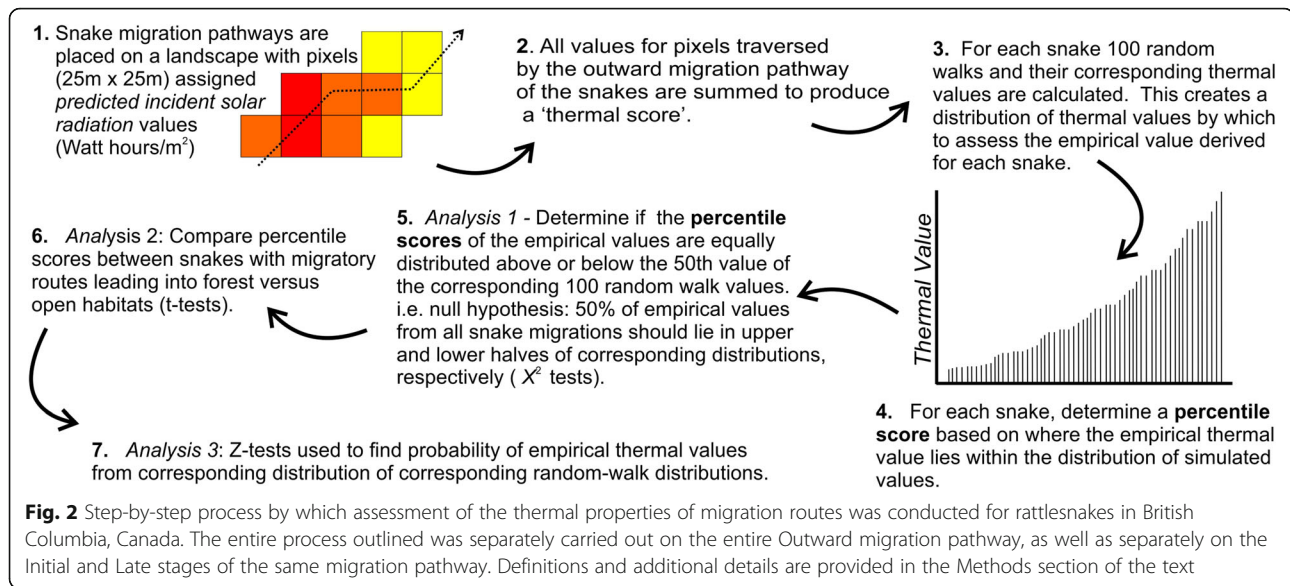 1. Snake migration pathways are
placed on a landscape with pixels
(25m x 25m) assigned
predicted incident solar
radiation values
(Watt hours/m²)
2. All values for pixels traversed
by the outward migration pathway
of the snakes are summed to produce
a ‘thermal score’.
3. For each snake 100 random
walks and their corresponding thermal
values are calculated. This creates a
distribution of thermal values by which
to assess the empirical value derived
for each snake.
Thermal Value
4. For each snake, determine a percentile
score based on where the empirical thermal
value lies within the distribution of simulated
values.
5. Analysis 1 - Determine if the percentile
scores of the empirical values are equally
distributed above or below the 50th value of
the corresponding 100 random walk values.
i.e. null hypothesis: 50% of empirical values
from all snake migrations should lie in upper
and lower halves of corresponding distributions,
respectively ( X² tests).
6. Analysis 2: Compare percentile
scores between snakes with migratory
routes leading into forest versus
open habitats (t-tests).
7. Analysis 3: Z-tests used to find probability of empirical thermal values
from corresponding distribution of corresponding random-walk distributions.
Fig. 2 Step-by-step process by which assessment of the thermal properties of migration routes was conducted for rattlesnakes in British
Columbia, Canada. The entire process outlined was separately carried out on the entire Outward migration pathway, as well as separately on the
Initial and Late stages of the same migration pathway. Definitions and additional details are provided in the Methods section of the text